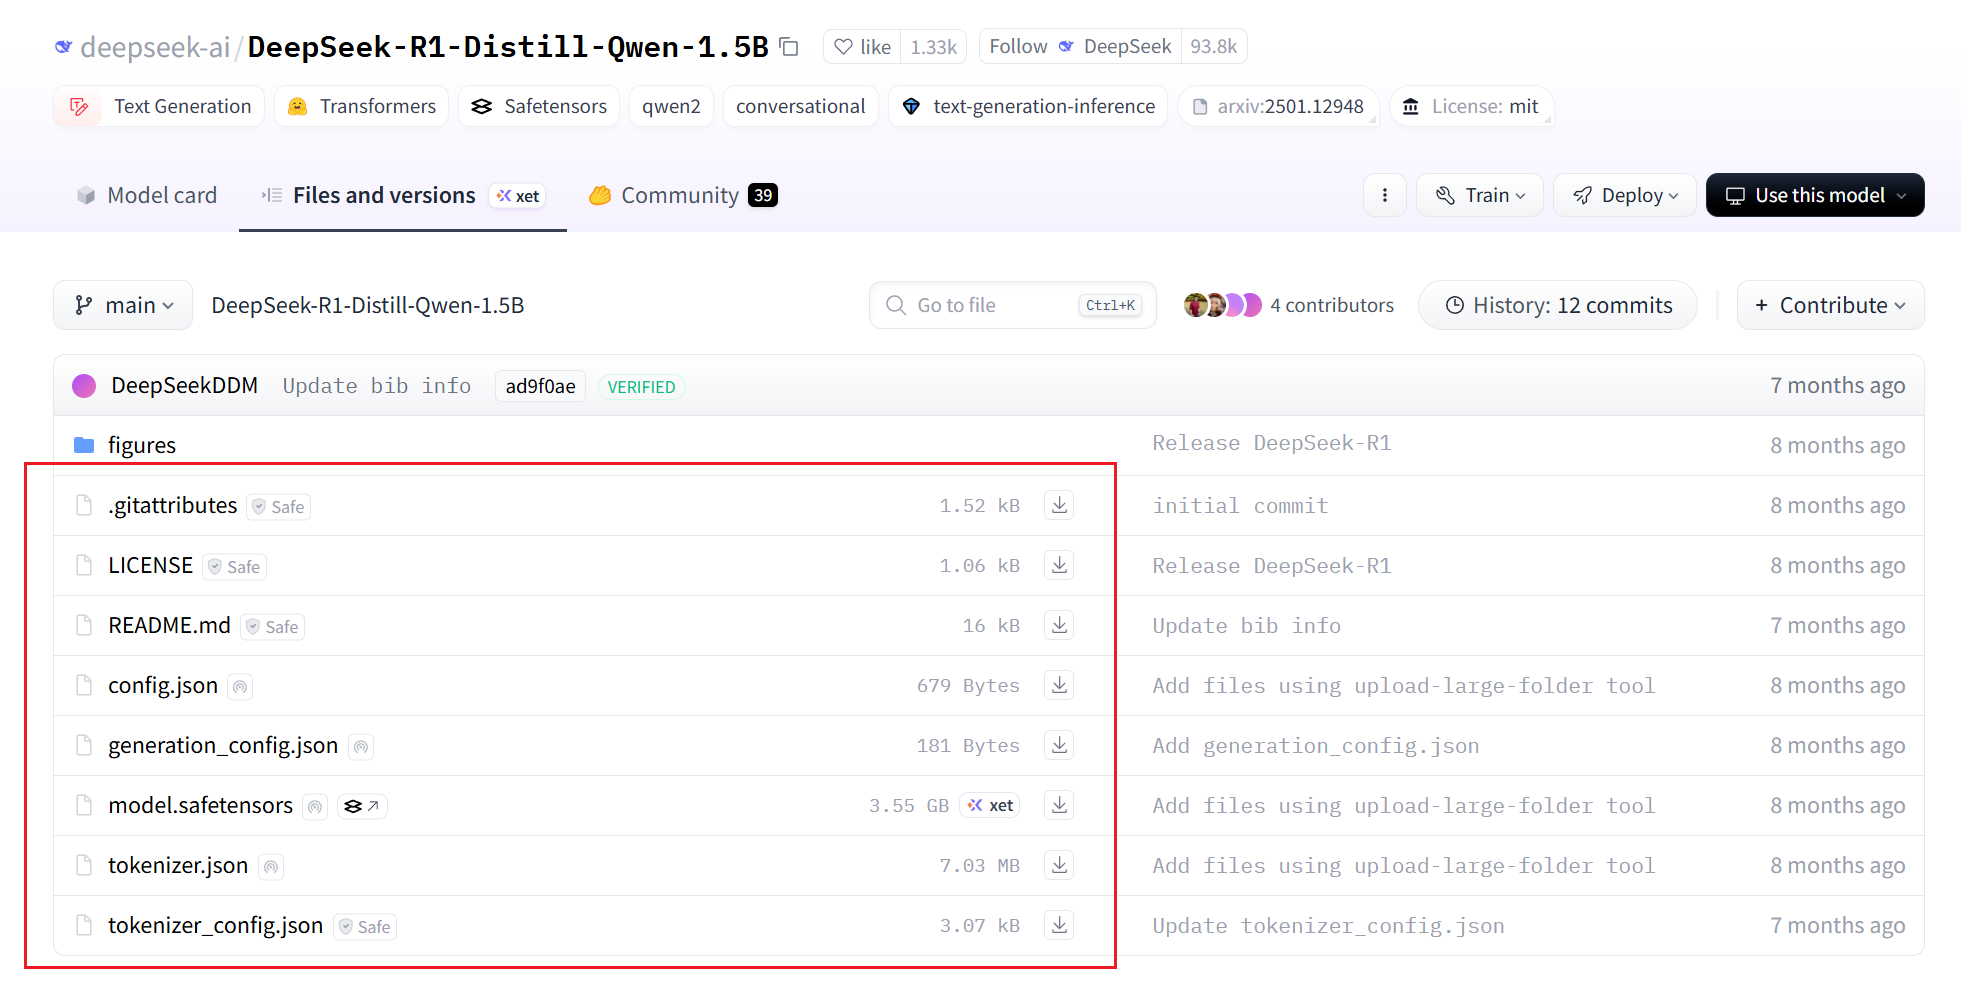 deepseek-ai/DeepSeek-R1-Distill-Qwen-1.5B like 1.33k Follow DeepSeek 93.8k
Text Generation Transformers Safetensors qwen2 conversational text-generation-inference arxiv:2501.12948 License: mit
Model card Files and versions xet Community 39 Train Deploy Use this model
main DeepSeek-R1-Distill-Qwen-1.5B Go to file Ctrl+K 4 contributors History: 12 commits + Contribute
DeepSeekDDM Update bib info ad9f0ae VERIFIED 7 months ago
figures Release DeepSeek-R1 8 months ago
.gitattributes Safe 1.52 kB initial commit 8 months ago
LICENSE Safe 1.06 kB Release DeepSeek-R1 8 months ago
README.md Safe 16 kB Update bib info 7 months ago
config.json 679 Bytes Add files using upload-large-folder tool 8 months ago
generation_config.json 181 Bytes Add generation_config.json 8 months ago
model.safetensors 3.55 GB xet Add files using upload-large-folder tool 8 months ago
tokenizer.json 7.03 MB Add files using upload-large-folder tool 8 months ago
tokenizer_config.json Safe 3.07 kB Update tokenizer_config.json 7 months ago